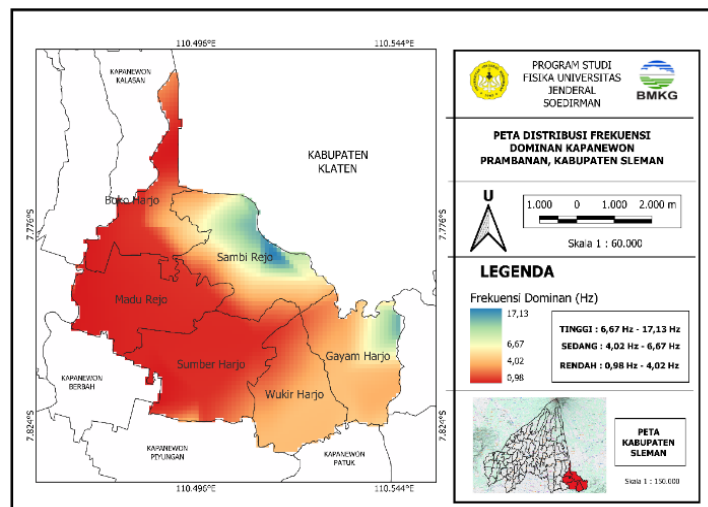 110.496°E
110.544°E
KAPANEWON
KALASAN
KABUPATEN
KLATEN
Boko Harjo
7.776°S
7.776°S
Sambi Rejo
Madu Rejo
Sumber Harjo
Gayam Harjo
Wukir Harjo
KAPANEWON
BERBAH
7.824°S
7.824°S
KAPANEWON
PIYUNGAN
KAPANEWON
PATUK
110.496°E
110.544°E
PROGRAM STUDI
FISIKA UNIVERSITAS
JENDERAL
SOEDIRMAN
BMKG
PETA DISTRIBUSI FREKUENSI
DOMINAN KAPANEWON
PRAMBANAN, KABUPATEN SLEMAN
U
1.000 0 1.000 2.000 m
Skala 1 : 60.000
LEGENDA
Frekuensi Dominan (Hz)
17,13
6,67
4,02
0,98
TINGGI : 6,67 Hz - 17,13 Hz
SEDANG : 4,02 Hz - 6,67 Hz
RENDAH : 0,98 Hz - 4,02 Hz
PETA
KABUPATEN
SLEMAN
Skala 1 : 150.000